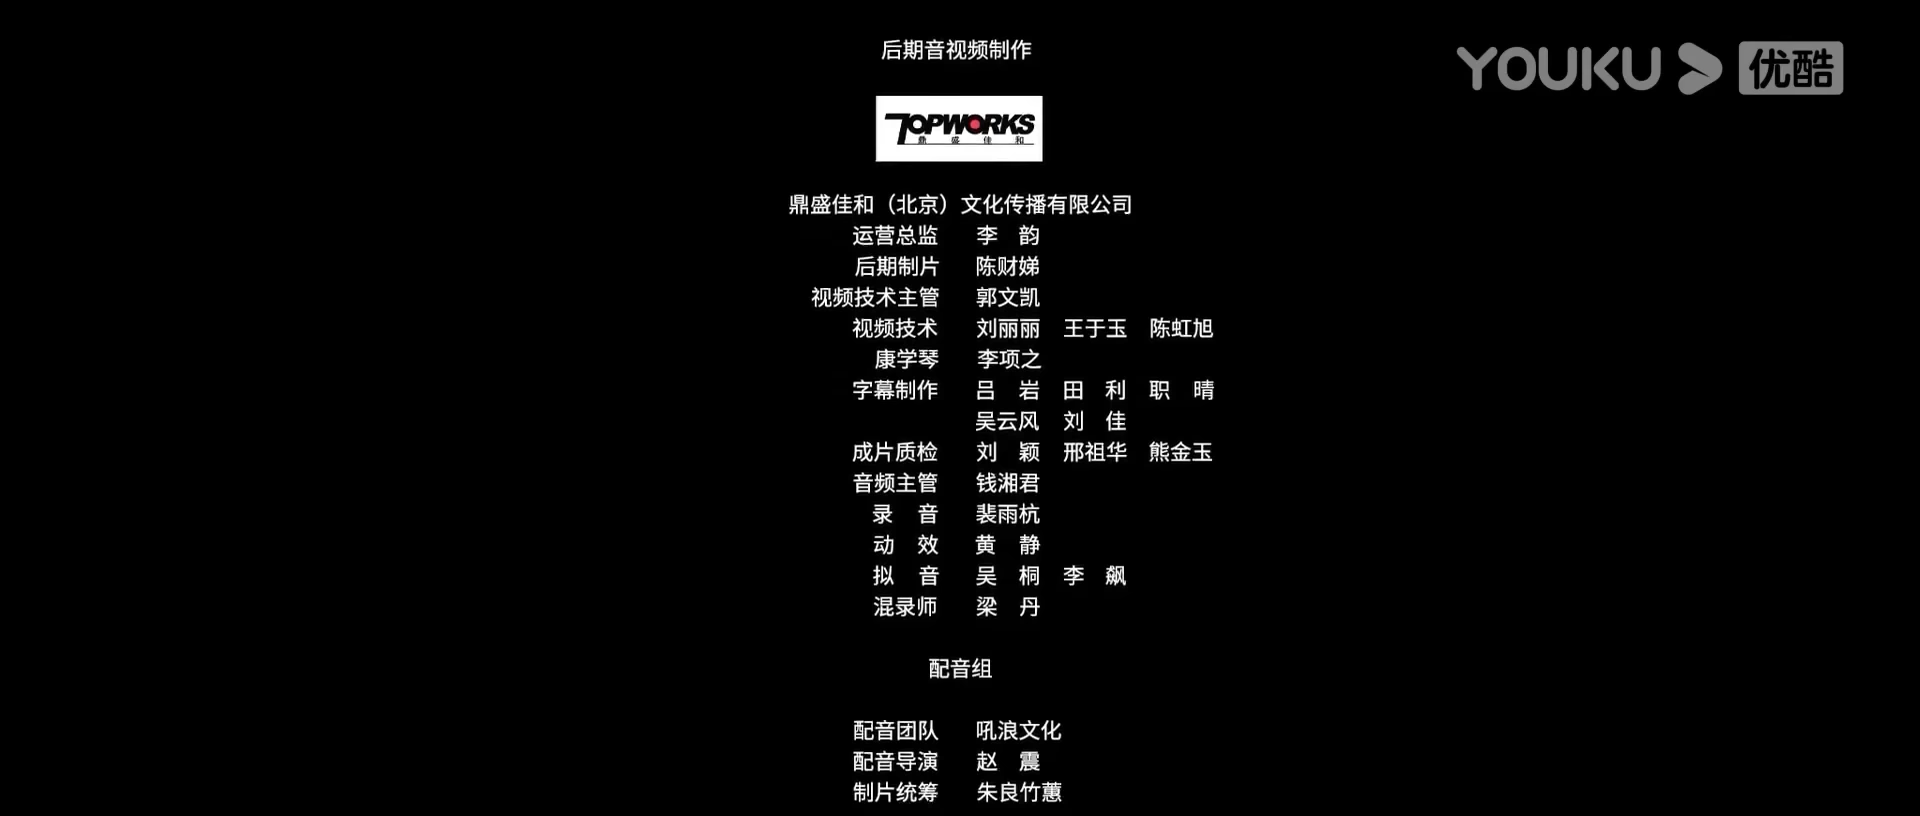 后期音视频制作
YOUKU 优酷
TOPWORKS
鼎盛佳和
鼎盛佳和（北京）文化传播有限公司
运营总监 李 韵
后期制片 陈财娣
视频技术主管 郭文凯
视频技术 刘丽丽 王于玉 陈虹旭
康学琴 李项之
字幕制作 吕 岩 田 利 职 晴
吴云风 刘 佳
成片质检 刘 颖 邢祖华 熊金玉
音频主管 钱湘君
录 音 裴雨杭
动 效 黄 静
拟 音 吴 桐 李 飙
混录师 梁 丹
配音组
配音团队 吼浪文化
配音导演 赵 震
制片统筹 朱良竹蕙